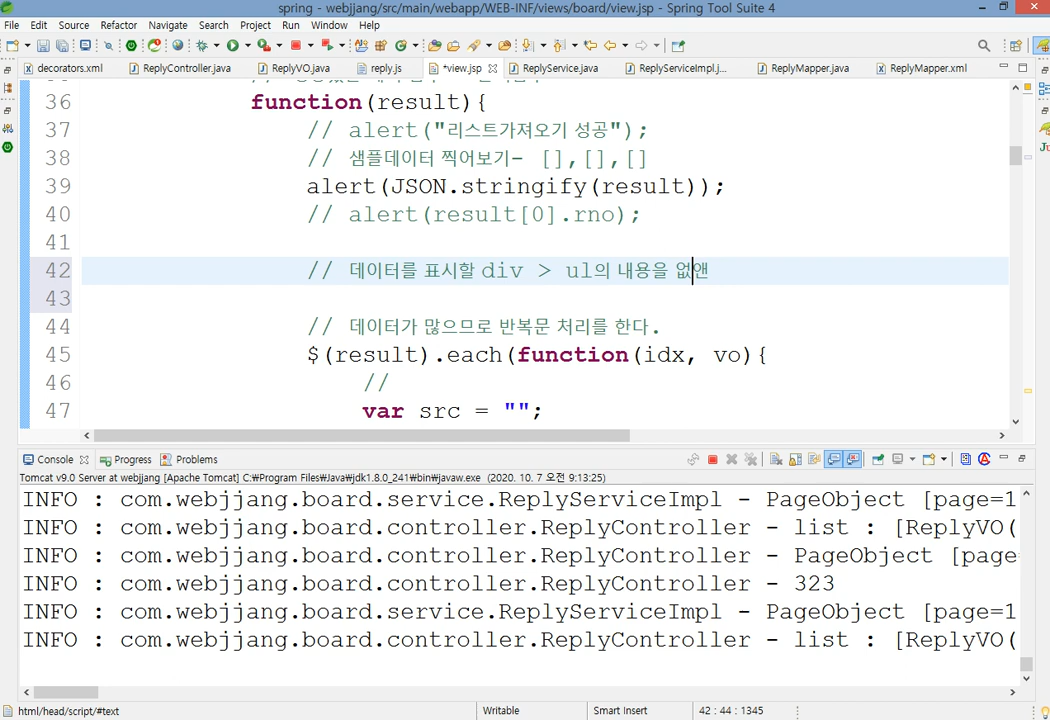 spring - webjjang/src/main/webapp/WEB-INF/views/board/view.jsp - Spring Tool Suite 4
File Edit Source Refactor Navigate Search Project Run Window Help
decorators.xml ReplyController.java ReplyVO.java reply.js *view.jsp ReplyService.java ReplyServiceImpl.j... ReplyMapper.java ReplyMapper.xml
36 function(result){
37 // alert("리스트가져오기 성공");
38 // 샘플데이터 찍어보기- [],[],[]
39 alert(JSON.stringify(result));
40 // alert(result[0].rno);
41
42 // 데이터를 표시할 div > ul의 내용을 없앤
43
44 // 데이터가 많으므로 반복문 처리를 한다.
45 $(result).each(function(idx, vo){
46 //
47 var src = "";
Console Progress Problems
Tomcat v9.0 Server at webjjang [Apache Tomcat] C:₩Program Files₩Java₩jdk1.8.0_241₩bin₩javaw.exe (2020. 10. 7 오전 9:13:25)
INFO : com.webjjang.board.service.ReplyServiceImpl - PageObject [page=1
INFO : com.webjjang.board.controller.ReplyController - list : [ReplyVO(
INFO : com.webjjang.board.controller.ReplyController - PageObject [page
INFO : com.webjjang.board.controller.ReplyController - 323
INFO : com.webjjang.board.service.ReplyServiceImpl - PageObject [page=1
INFO : com.webjjang.board.controller.ReplyController - list : [ReplyVO(
html/head/script/#text Writable Smart Insert 42 : 44 : 1345